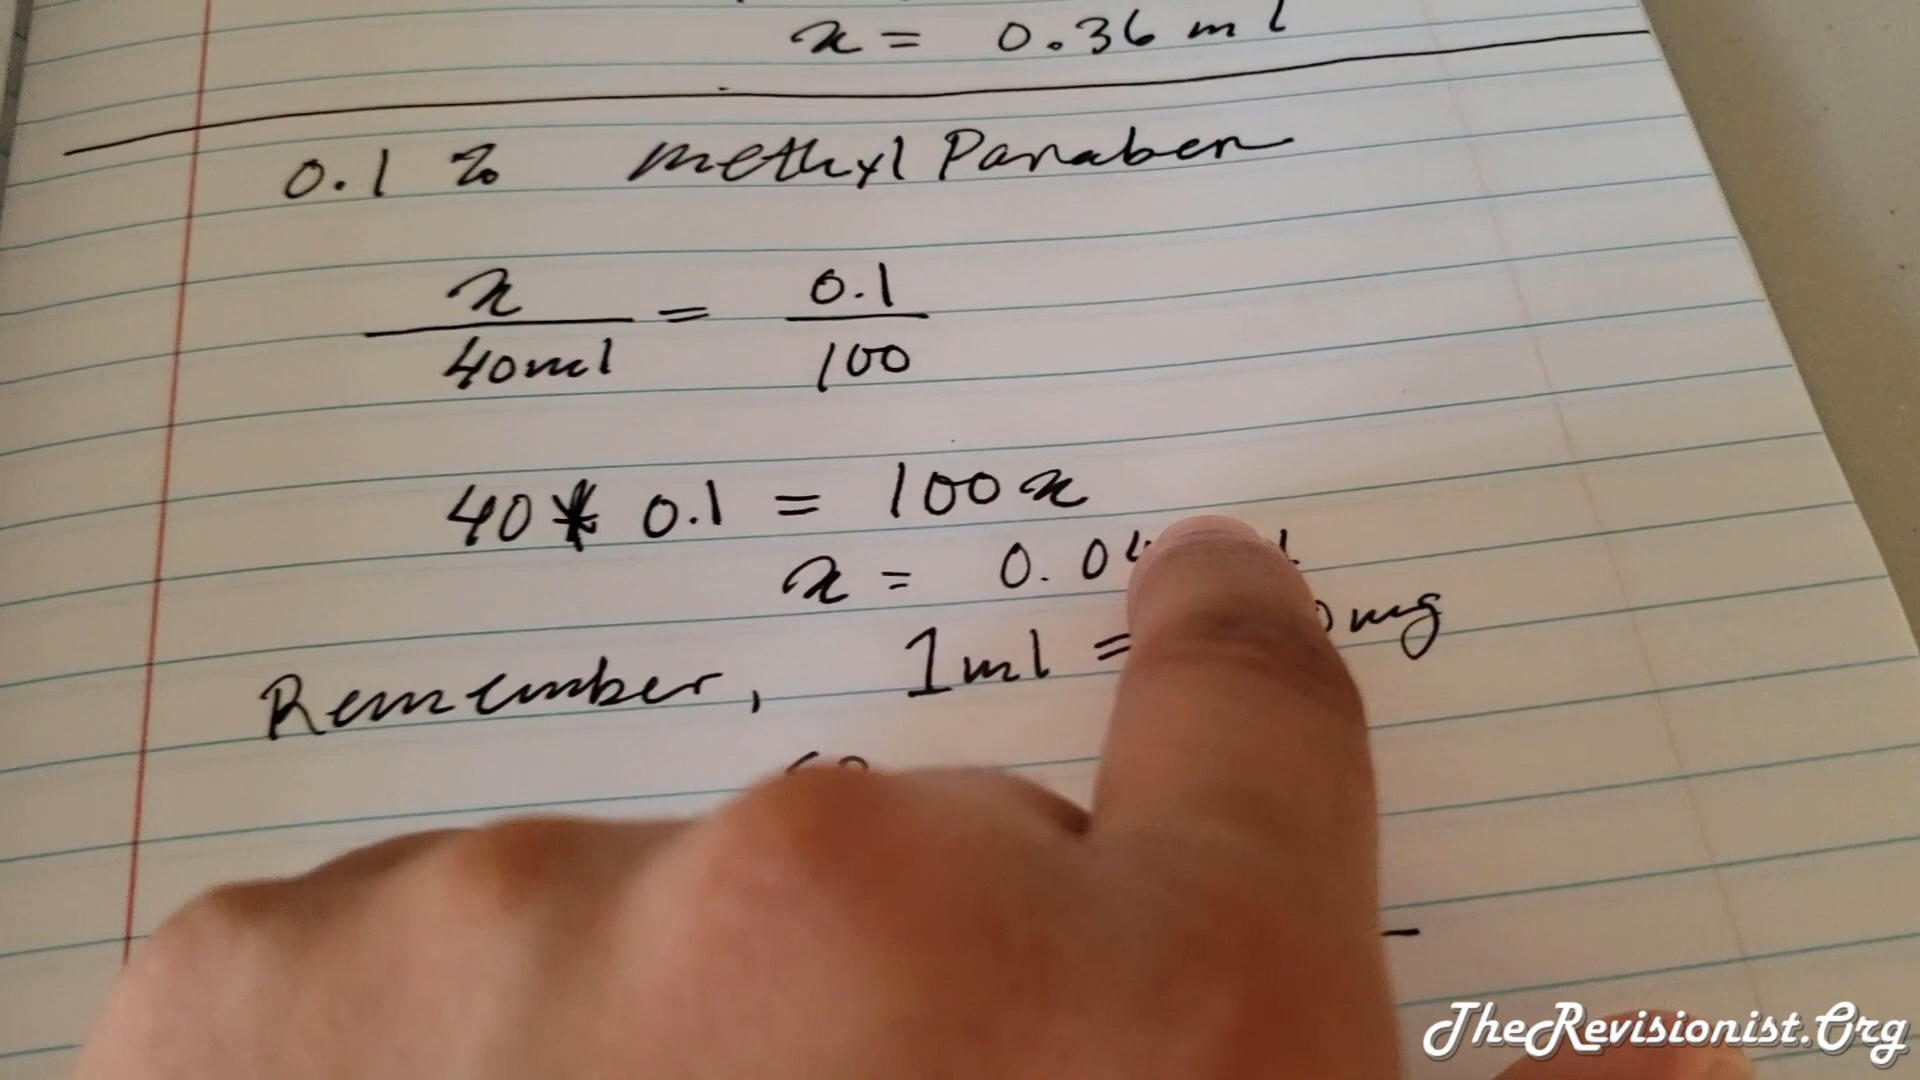 x = 0.36 ml
0.1 % Methyl Paraben
x / 40ml = 0.1 / 100
40 * 0.1 = 100x
x = 0.04
Remember, 1ml = mg
TheRevisionist.Org